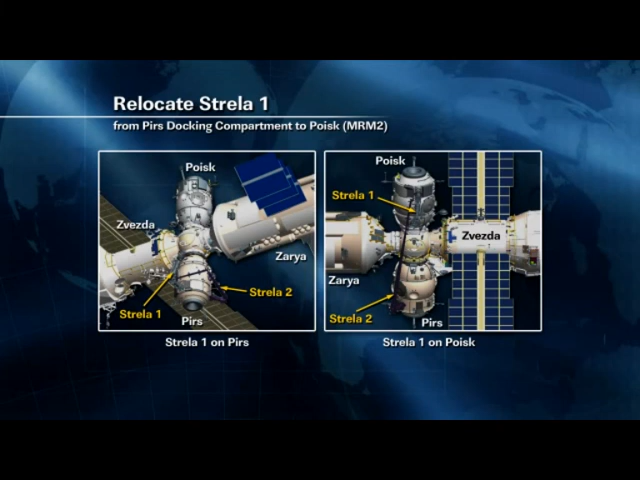 Relocate Strela 1
from Pirs Docking Compartment to Poisk (MRM2)
Poisk
Zvezda
Zarya
Strela 2
Strela 1
Pirs
Strela 1 on Pirs
Poisk
Strela 1
Zvezda
Zarya
Strela 2
Pirs
Strela 1 on Poisk